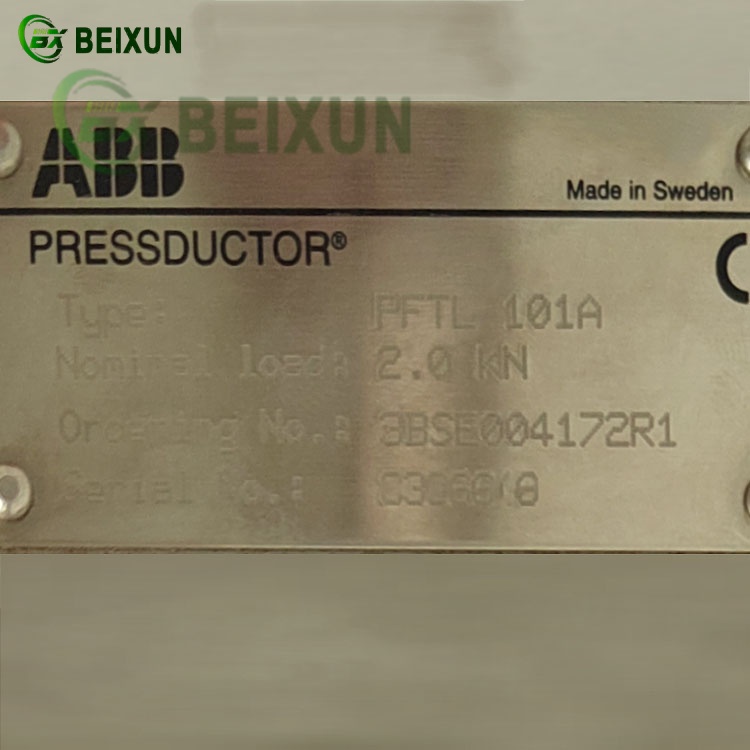 BEIXUN
BEIXUN
ABB
Made in Sweden
PRESSDUCTOR®
Type: PFTL 101A
Nominal load: 2.0 kN
Ordering No.: 3BSE004172R1
Serial No.: